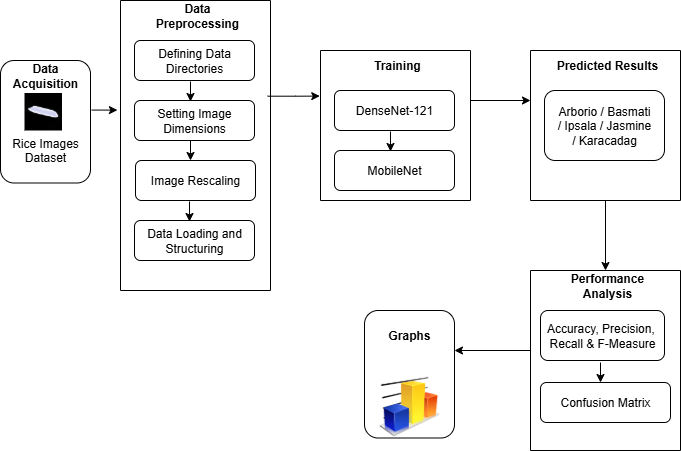 Data
Acquisition
Rice Images
Dataset
Data
Preprocessing
Defining Data
Directories
Setting Image
Dimensions
Image Rescaling
Data Loading and
Structuring
Training
DenseNet-121
MobileNet
Predicted Results
Arborio / Basmati
/ Ipsala / Jasmine
/ Karacadag
Performance
Analysis
Accuracy, Precision,
Recall & F-Measure
Confusion Matrix
Graphs